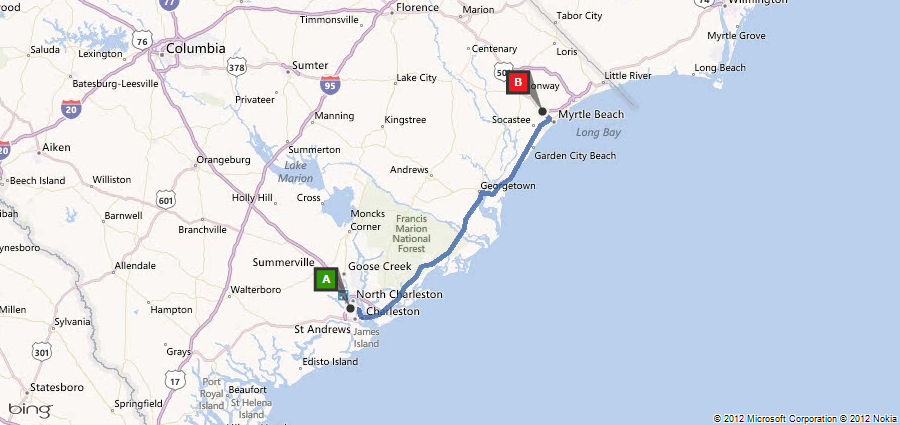 77
Florence
Marion
74
Wilmington
Timmonsville
Tabor City
Saluda
76
Columbia
Myrtle Grove
Lexington
Centenary
Loris
378
Sumter
Long Beach
Batesburg-Leesville
Lake City
Little River
95
B
onway
Privateer
20
Manning
Kingstree
Socastee
Myrtle Beach
Long Bay
20
Aiken
Summerton
Garden City Beach
Orangeburg
Lake
Marion
Andrews
Beech Island
Williston
Georgetown
601
Holly Hill
Cross
Barnwell
Moncks
Corner
Francis
Marion
National
Forest
Branchville
Allendale
Summerville
Goose Creek
A
Walterboro
North Charleston
Hampton
Charleston
Millen
Sylvania
St Andrews
James
Island
301
Grays
Edisto Island
17
Port
Royal
Island
Beaufort
St Helena
Island
Statesboro
Springfield
Hilton Head
bing
© 2012 Microsoft Corporation © 2012 Nokia